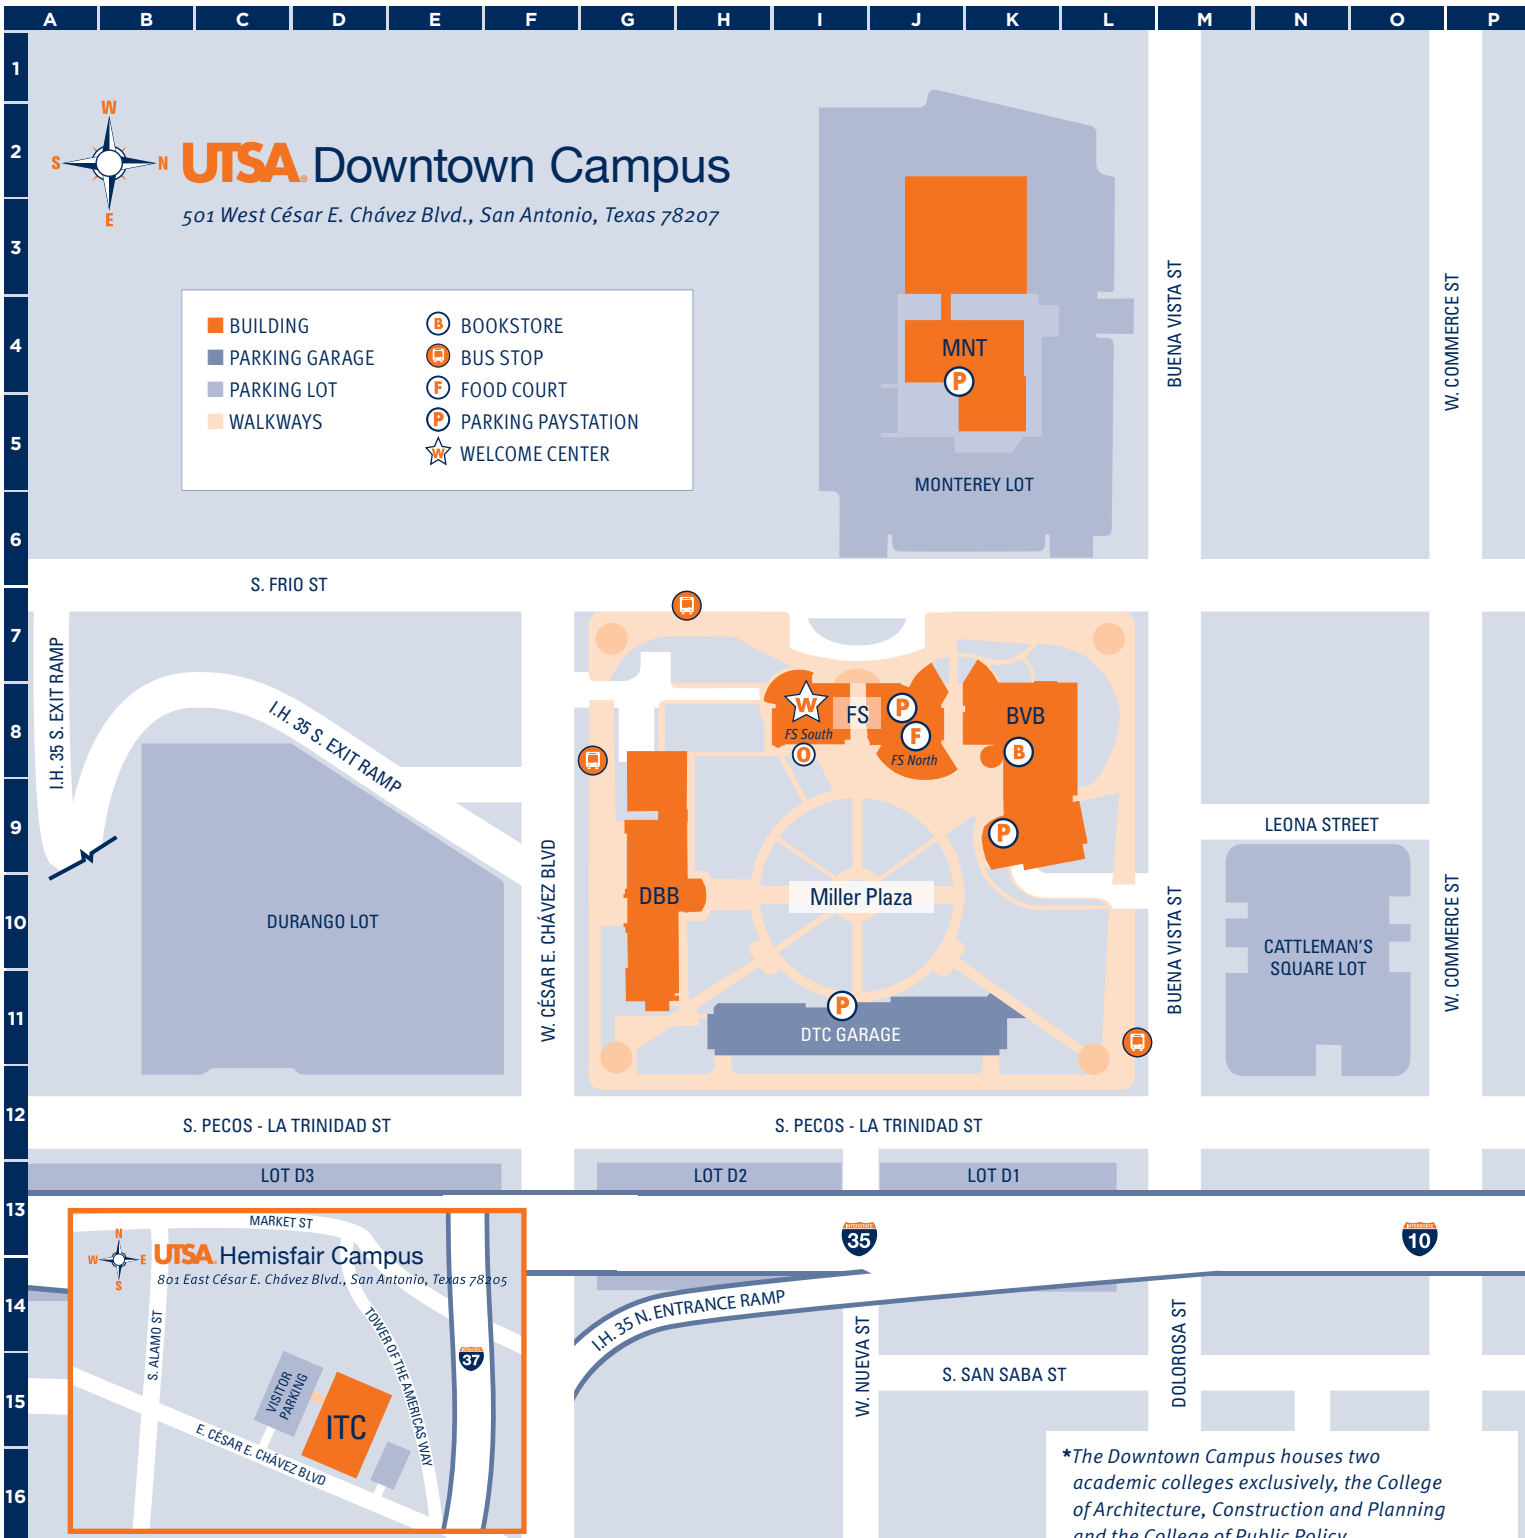 A B C D E F G H I J K L M N O P
1
2
3
4
5
6
7
8
9
10
11
12
13
14
15
16
W
S N
E
UTSA® Downtown Campus
501 West César E. Chávez Blvd., San Antonio, Texas 78207
BUILDING
PARKING GARAGE
PARKING LOT
WALKWAYS
B BOOKSTORE
BUS STOP
F FOOD COURT
P PARKING PAYSTATION
W WELCOME CENTER
MNT
P
MONTEREY LOT
BUENA VISTA ST
W. COMMERCE ST
S. FRIO ST
I.H. 35 S. EXIT RAMP
I.H. 35 S. EXIT RAMP
W
FS
FS South
O
P
F
FS North
BVB
B
P
DBB
Miller Plaza
LEONA STREET
DURANGO LOT
W. CÉSAR E. CHÁVEZ BLVD
BUENA VISTA ST
CATTLEMAN'S
SQUARE LOT
W. COMMERCE ST
P
DTC GARAGE
S. PECOS - LA TRINIDAD ST
S. PECOS - LA TRINIDAD ST
LOT D3
LOT D2
LOT D1
INTERSTATE
35
INTERSTATE
10
MARKET ST
N
W E
S
UTSA Hemisfair Campus
801 East César E. Chávez Blvd., San Antonio, Texas 78205
S. ALAMO ST
TOWER OF THE AMERICAS WAY
37
VISITOR
PARKING
ITC
E. CÉSAR E. CHÁVEZ BLVD
I.H. 35 N. ENTRANCE RAMP
W. NUEVA ST
S. SAN SABA ST
DOLOROSA ST
*The Downtown Campus houses two
academic colleges exclusively, the College
of Architecture, Construction and Planning
and the College of Public Policy